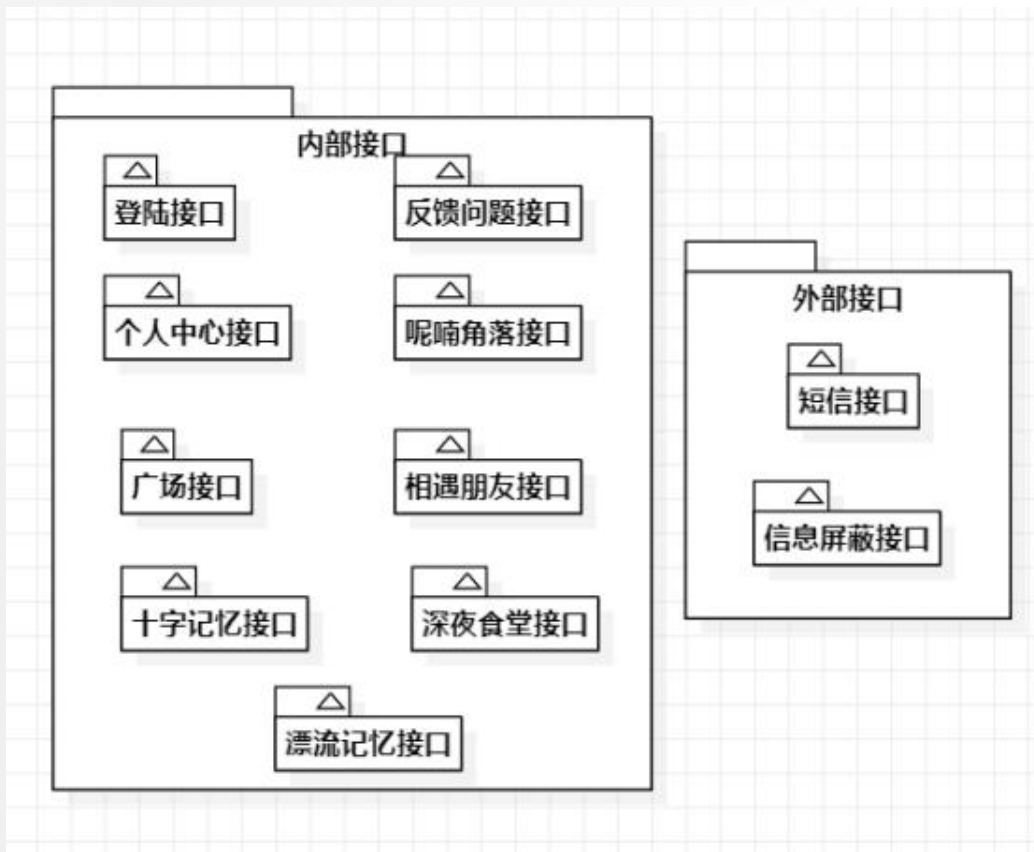 内部接口
登陆接口
反馈问题接口
个人中心接口
呢喃角落接口
广场接口
相遇朋友接口
十字记忆接口
深夜食堂接口
漂流记忆接口
外部接口
短信接口
信息屏蔽接口